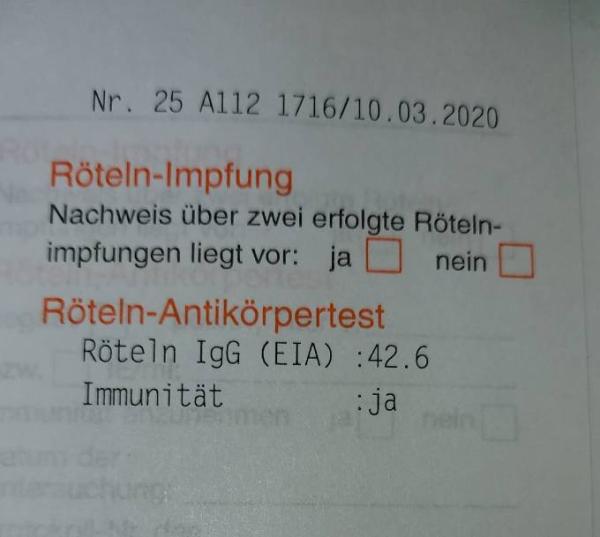 Nr. 25 A112 1716/10.03.2020
Röteln-Impfung
Nachweis über zwei erfolgte Röteln-
impfungen liegt vor: ja nein
Röteln-Antikörpertest
Röteln IgG (EIA) :42.6
Immunität :ja